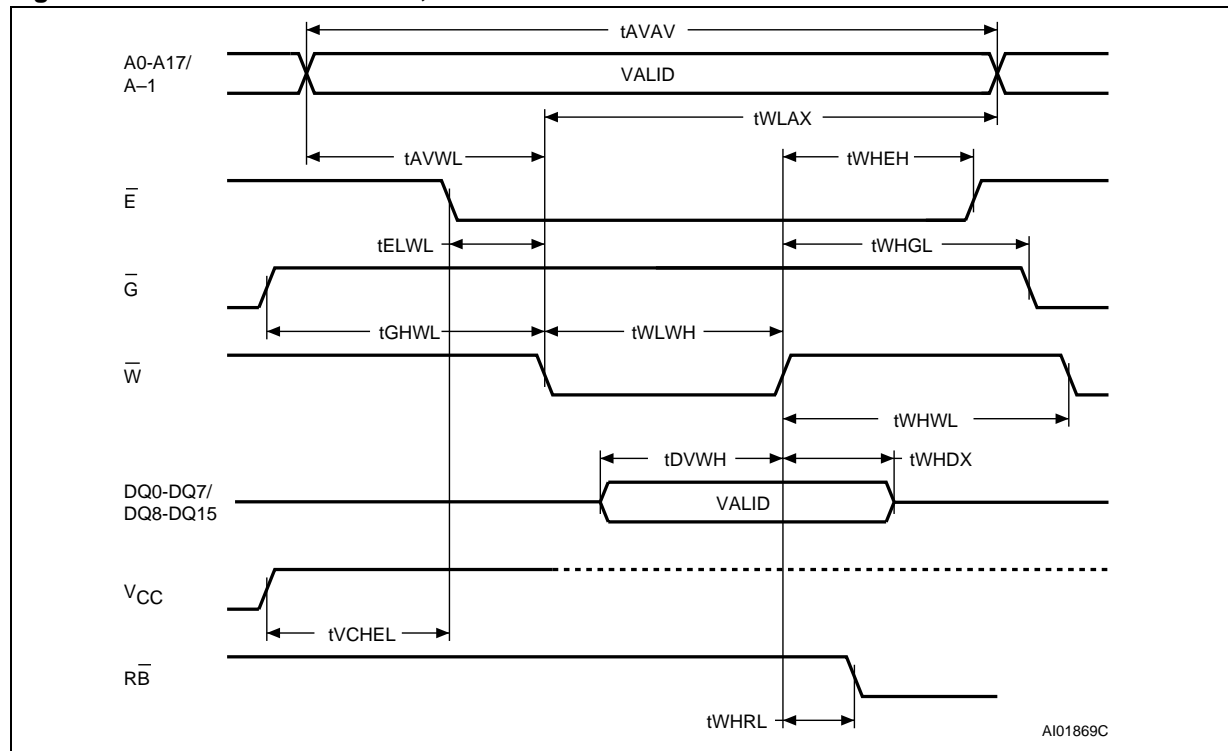 tAVAV
A0-A17/
A–1
VALID
tWLAX
tAVWL
tWHEH
E̅
tELWL
tWHGL
G̅
tGHWL
tWLWH
W̅
tWHWL
tDVWH
tWHDX
DQ0-DQ7/
DQ8-DQ15
VALID
VCC
tVCHEL
RB̅
tWHRL
AI01869C